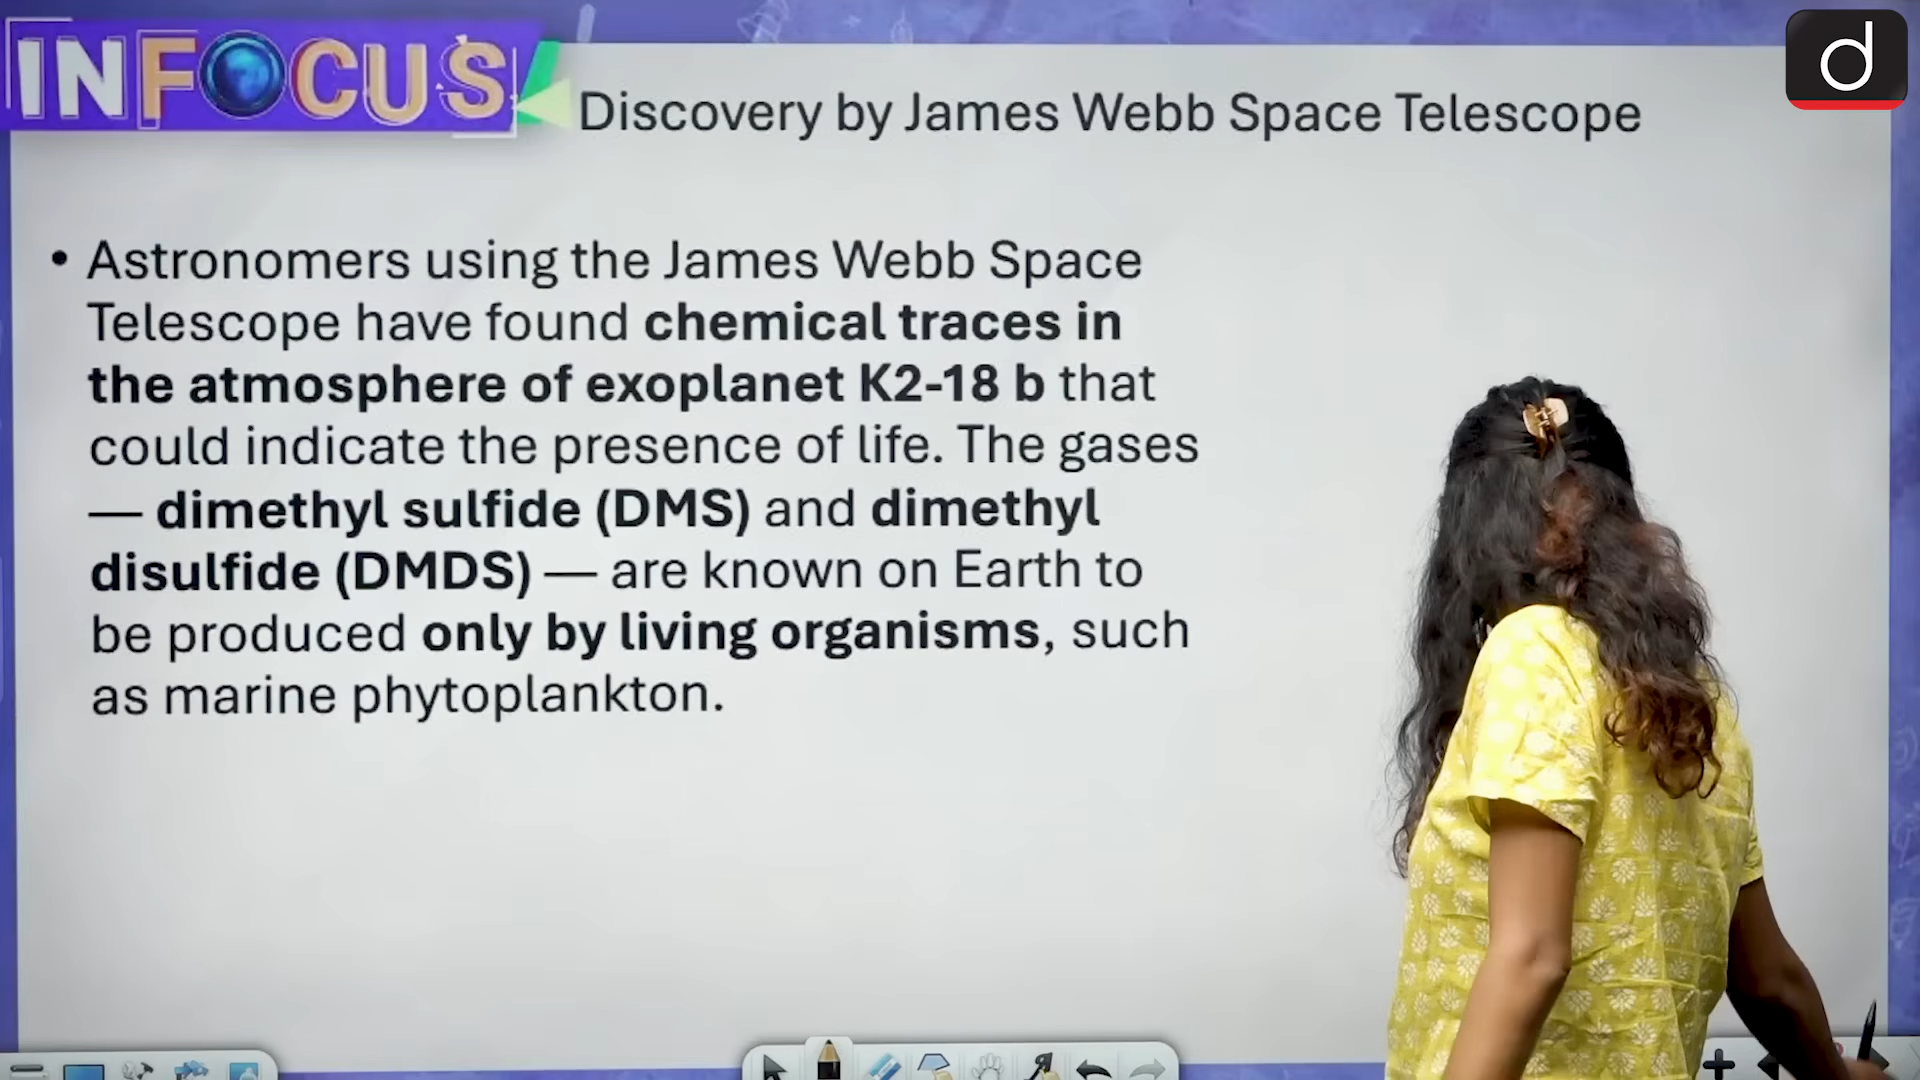 INFOCUS
Discovery by James Webb Space Telescope
d
• Astronomers using the James Webb Space
Telescope have found chemical traces in
the atmosphere of exoplanet K2-18 b that
could indicate the presence of life. The gases
— dimethyl sulfide (DMS) and dimethyl
disulfide (DMDS) — are known on Earth to
be produced only by living organisms, such
as marine phytoplankton.